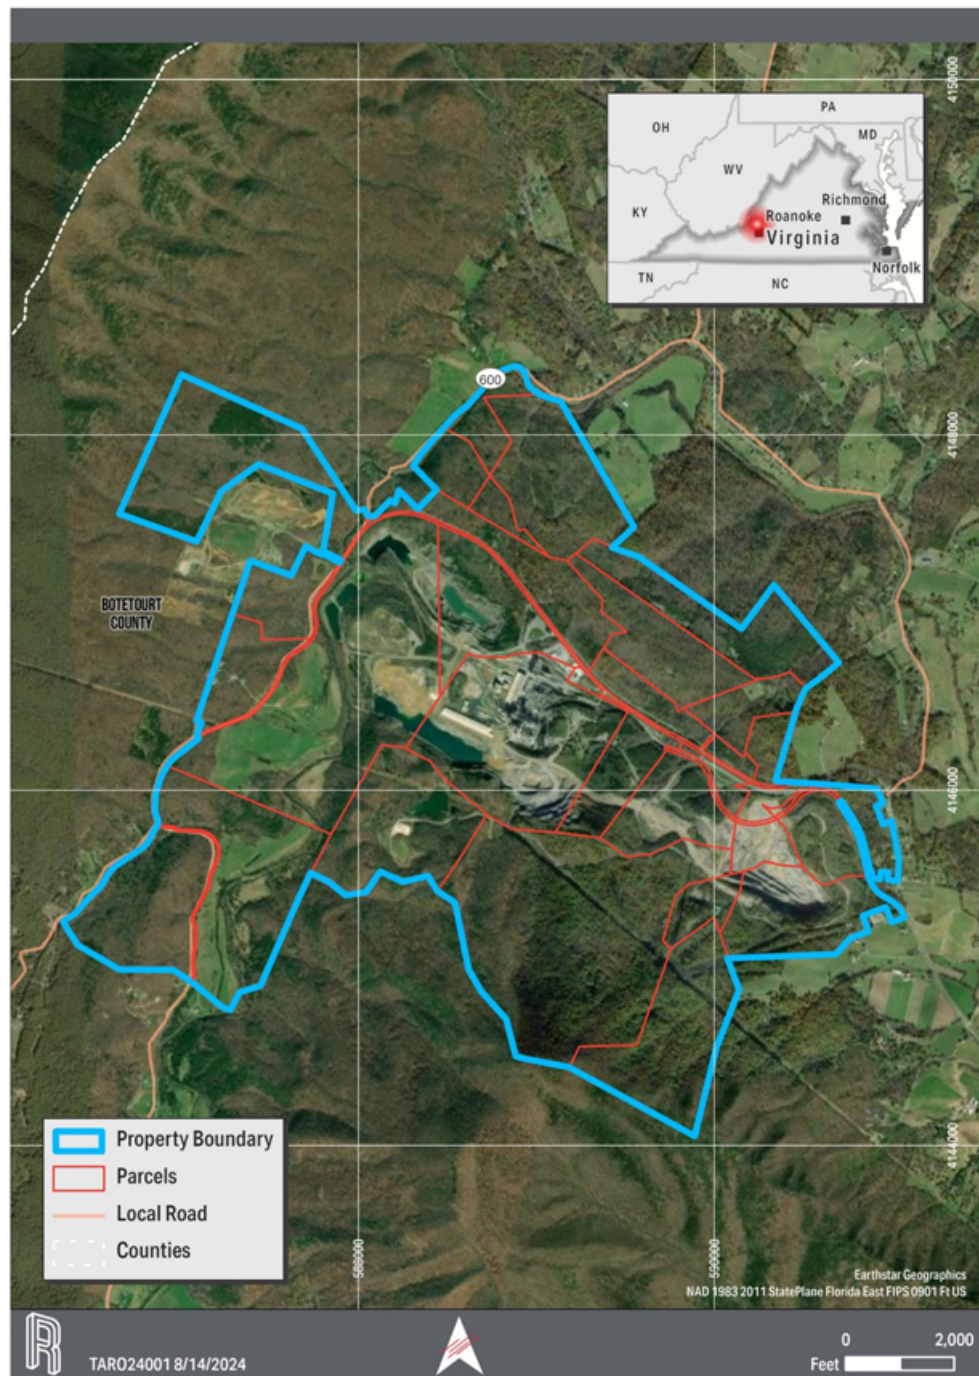 4150000
PA
OH
MD
WV
Richmond
KY
Roanoke
Virginia
Norfolk
TN
NC
600
4148000
BOTETOURT
COUNTY
4146000
Property Boundary
Parcels
Local Road
Counties
4144000
588000
590000
Earthstar Geographics
NAD 1983 2011 StatePlane Florida East FIPS 0901 Ft US
R
TARO24001 8/14/2024
0 2,000
Feet